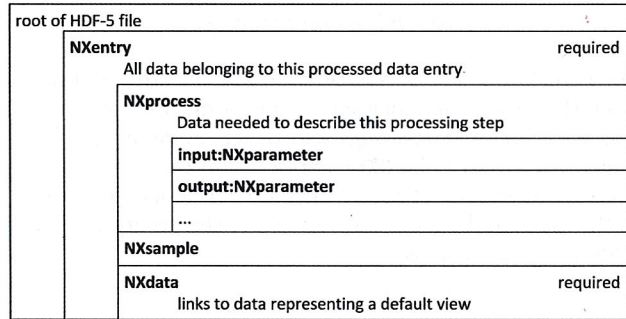 root of HDF-5 file
NXentry required
All data belonging to this processed data entry.
NXprocess
Data needed to describe this processing step
input:NXparameter
output:NXparameter
...
NXsample
NXdata required
links to data representing a default view